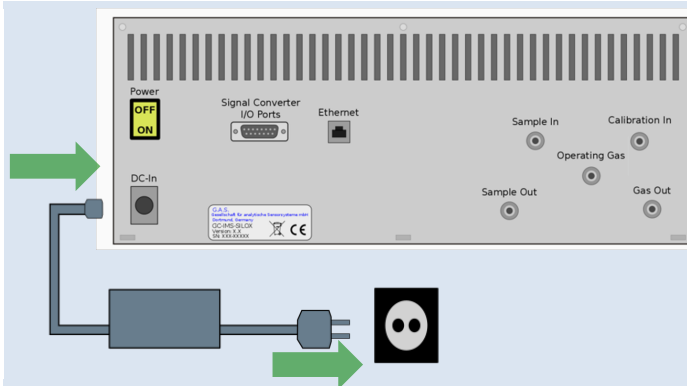 Power
OFF
ON
Signal Converter
I/O Ports
Ethernet
Sample In
Calibration In
Operating Gas
DC-In
Sample Out
Gas Out
G.A.S.
Gesellschaft für analytische Sensorsysteme mbH
Dortmund, Germany
GC-IMS-SILOX
Version: X.X
SN: XXX-XXXXX
CE